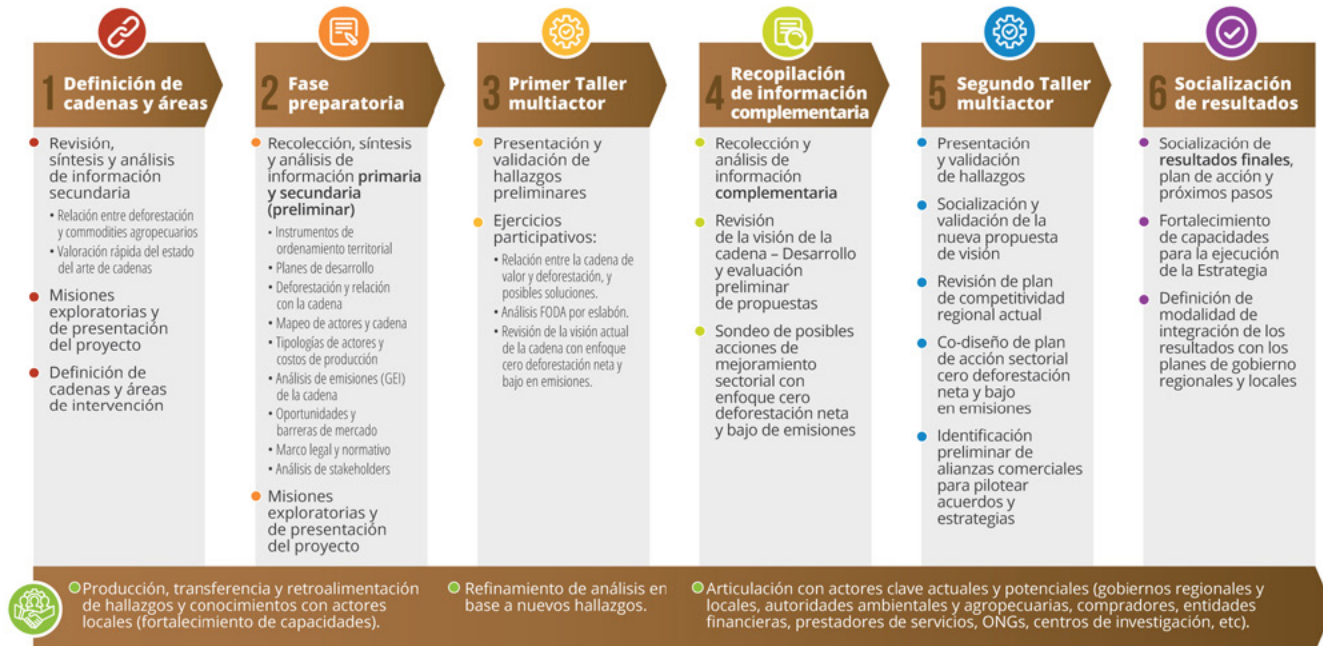 1 Definición de
cadenas y áreas
Revisión,
síntesis y análisis
de información
secundaria
• Relación entre deforestación
y commodities agropecuarios
• Valoración rápida del estado
del arte de cadenas
Misiones
exploratorias y
de presentación
del proyecto
Definición de
cadenas y áreas
de intervención
2 Fase
preparatoria
Recolección, síntesis
y análisis de
información primaria
y secundaria
(preliminar)
• Instrumentos de
ordenamiento territorial
• Planes de desarrollo
• Deforestación y relación
con la cadena
• Mapeo de actores y cadena
• Tipologías de actores y
costos de producción
• Análisis de emisiones (GEI)
de la cadena
• Oportunidades y
barreras de mercado
• Marco legal y normativo
• Análisis de stakeholders
Misiones
exploratorias y
de presentación
del proyecto
3 Primer Taller
multiactor
Presentación y
validación de
hallazgos
preliminares
Ejercicios
participativos:
• Relación entre la cadena de
valor y deforestación, y
posibles soluciones.
• Análisis FODA por eslabón.
• Revisión de la visión actual
de la cadena con enfoque
cero deforestación neta y
bajo en emisiones.
4 Recopilación
de información
complementaria
Recolección y
análisis de
información
complementaria
Revisión
de la visión de la
cadena – Desarrollo
y evaluación
preliminar
de propuestas
Sondeo de posibles
acciones de
mejoramiento
sectorial con
enfoque cero
deforestación neta
y bajo de emisiones
5 Segundo Taller
multiactor
Presentación
y validación
de hallazgos
Socialización y
validación de la
nueva propuesta
de visión
Revisión de plan
de competitividad
regional actual
Co-diseño de plan
de acción sectorial
cero deforestación
neta y bajo
en emisiones
Identificación
preliminar de
alianzas comerciales
para pilotear
acuerdos y
estrategias
6 Socialización
de resultados
Socialización de
resultados finales,
plan de acción y
próximos pasos
Fortalecimiento
de capacidades
para la ejecución
de la Estrategia
Definición de
modalidad de
integración de los
resultados con los
planes de gobierno
regionales y locales
Producción, transferencia y retroalimentación
de hallazgos y conocimientos con actores
locales (fortalecimiento de capacidades).
Refinamiento de análisis en
base a nuevos hallazgos.
Articulación con actores clave actuales y potenciales (gobiernos regionales y
locales, autoridades ambientales y agropecuarias, compradores, entidades
financieras, prestadores de servicios, ONGs, centros de investigación, etc).